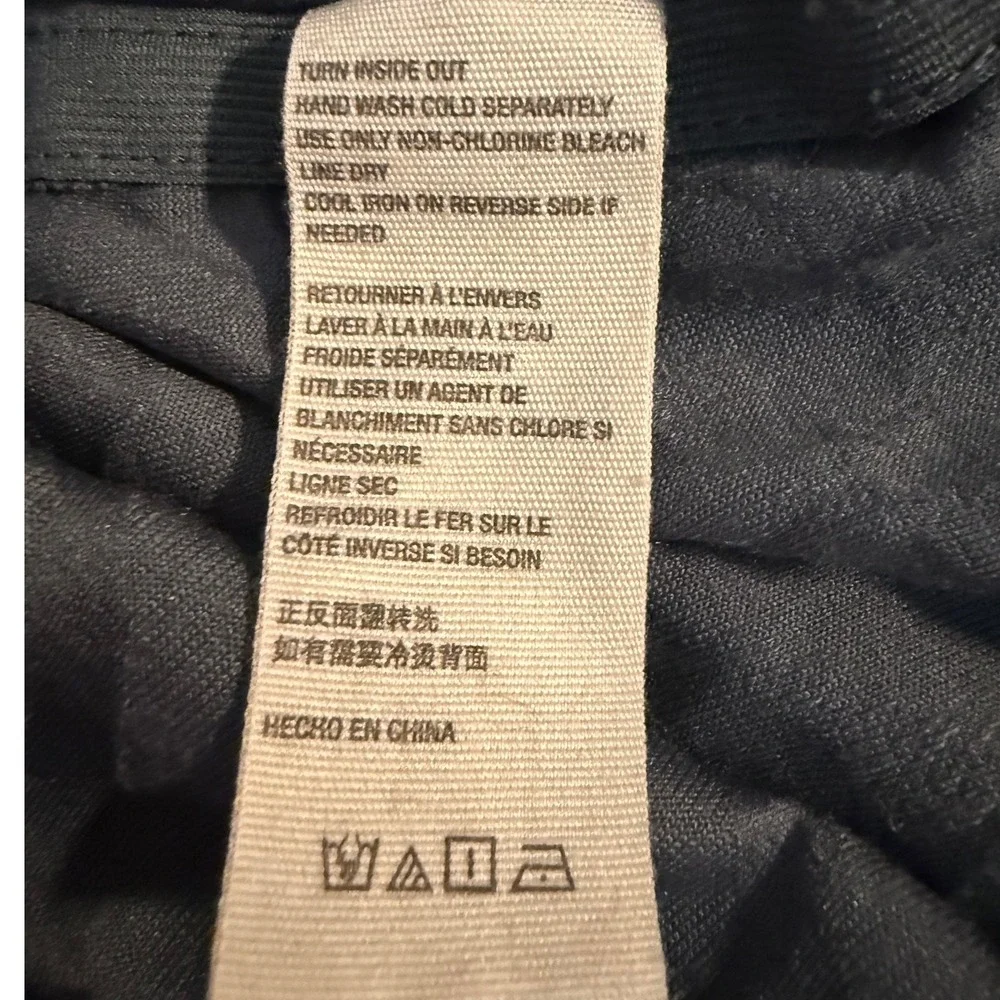 TURN INSIDE OUT
HAND WASH COLD SEPARATELY
USE ONLY NON-CHLORINE BLEACH
LINE DRY
COOL IRON ON REVERSE SIDE IF
NEEDED
RETOURNER À L'ENVERS
LAVER À LA MAIN À L'EAU
FROIDE SÉPARÉMENT
UTILISER UN AGENT DE
BLANCHIMENT SANS CHLORE SI
NÉCESSAIRE
LIGNE SEC
REFROIDIR LE FER SUR LE
CÔTÉ INVERSE SI BESOIN
正反面翻转洗
如有需要冷烫背面
HECHO EN CHINA